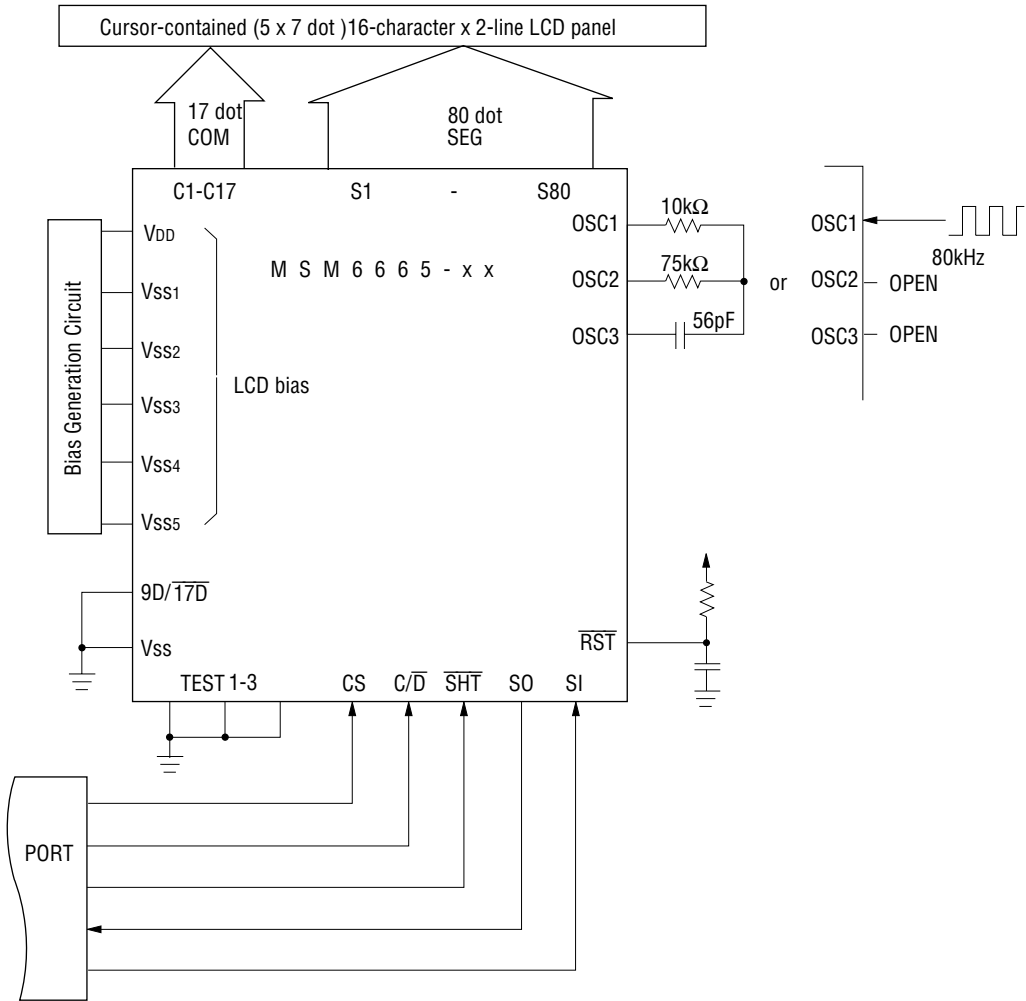 Cursor-contained (5 x 7 dot )16-character x 2-line LCD panel
17 dot
COM
80 dot
SEG
C1-C17
S1
-
S80
Bias Generation Circuit
VDD
VSS1
VSS2
VSS3
VSS4
VSS5
LCD bias
M S M 6 6 6 5 - x x
OSC1
OSC2
OSC3
10kΩ
75kΩ
56pF
or
OSC1
OSC2
OSC3
80kHz
OPEN
OPEN
9D/1̅7̅D̅
VSS
R̅S̅T̅
TEST 1-3
CS
C/D̅
S̅H̅T̅
SO
SI
PORT